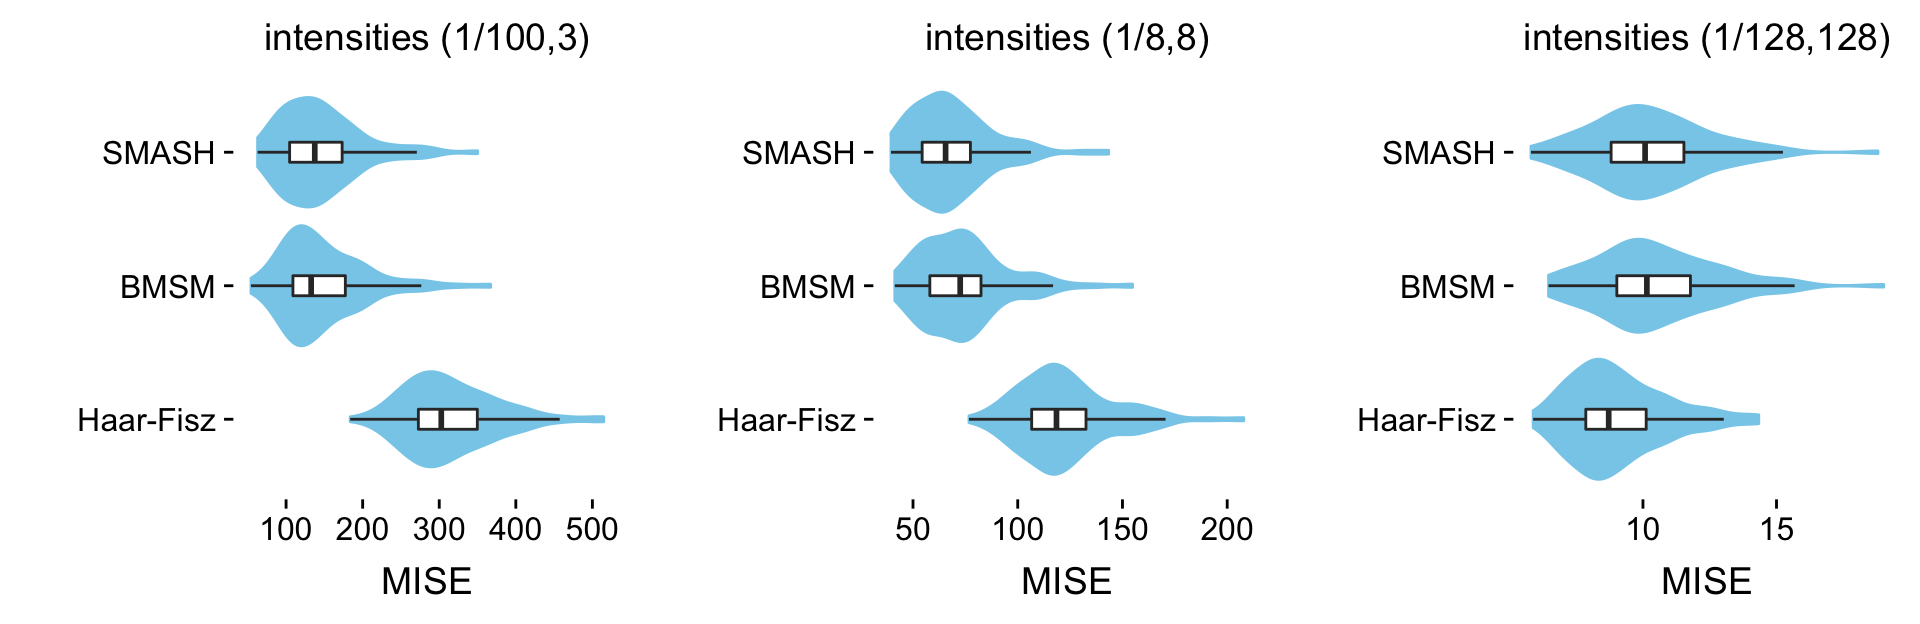 intensities (1/100,3)
SMASH
BMSM
Haar-Fisz
100 200 300 400 500
MISE
intensities (1/8,8)
SMASH
BMSM
Haar-Fisz
50 100 150 200
MISE
intensities (1/128,128)
SMASH
BMSM
Haar-Fisz
10 15
MISE